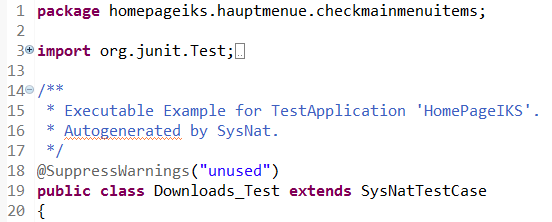 1 package homepageiks.hauptmenue.checkmainmenuitems;
2
3 import org.junit.Test;
13
14 /**
15 * Executable Example for TestApplication 'HomePageIKS'.
16 * Autogenerated by SysNat.
17 */
18 @SuppressWarnings("unused")
19 public class Downloads_Test extends SysNatTestCase
20 {